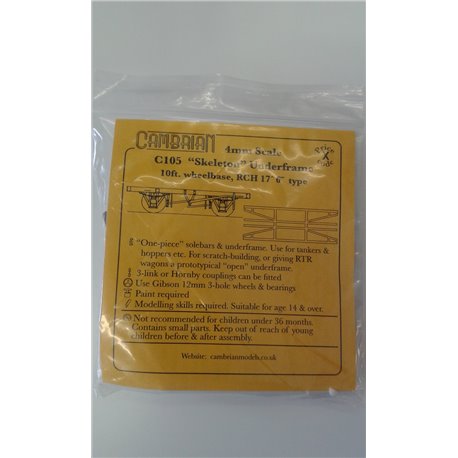 CAMBRIAN
4mm Scale
C105 "Skeleton" Underframe
10ft. wheelbase, RCH 17' 6" type
"One-piece" solebars & underframe. Use for tankers &
hoppers etc. For scratch-building, or giving RTR
wagons a prototypical "open" underframe.
3-link or Hornby couplings can be fitted
Use Gibson 12mm 3-hole wheels & bearings
Paint required
Modelling skills required. Suitable for age 14 & over.
Not recommended for children under 36 months.
Contains small parts. Keep out of reach of young
children before & after assembly.
Website. cambrianmodels.co.uk